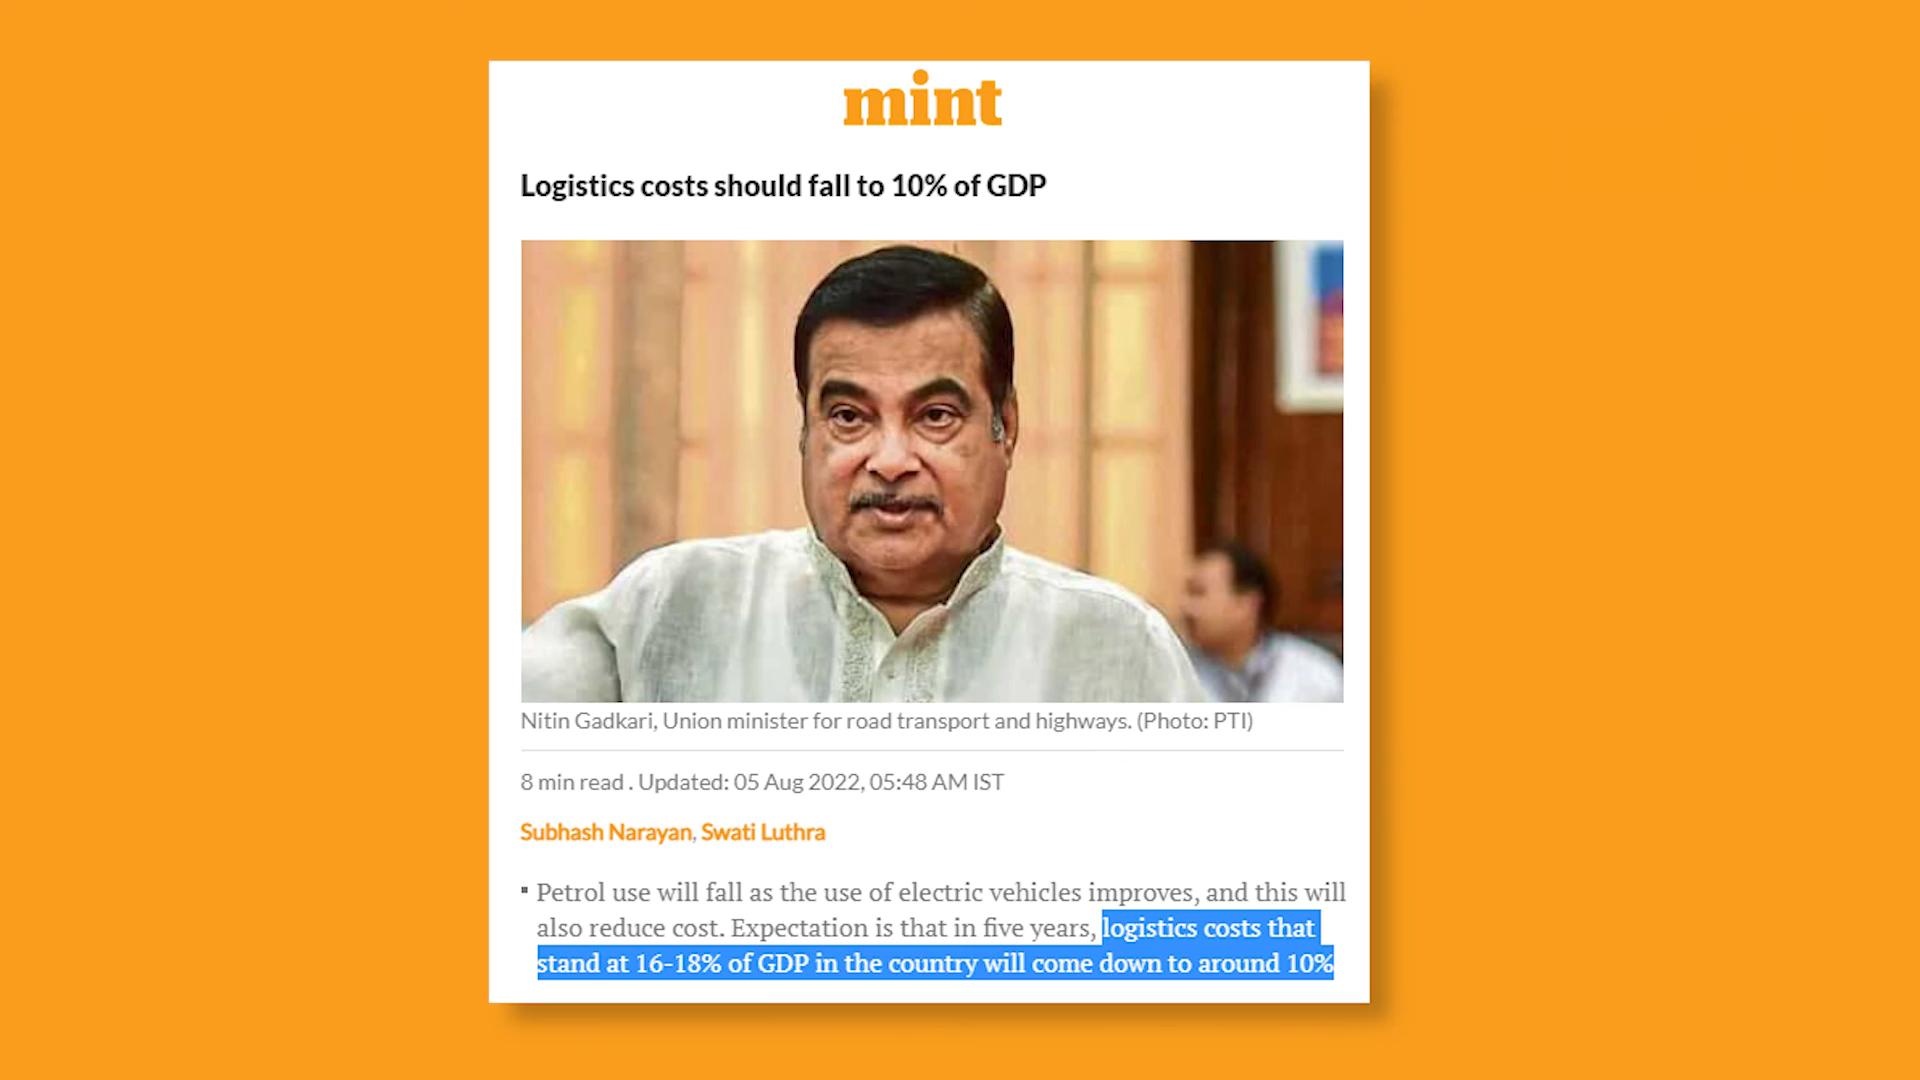 mint
Logistics costs should fall to 10% of GDP
Nitin Gadkari, Union minister for road transport and highways. (Photo: PTI)
8 min read . Updated: 05 Aug 2022, 05:48 AM IST
Subhash Narayan, Swati Luthra
▪ Petrol use will fall as the use of electric vehicles improves, and this will
also reduce cost. Expectation is that in five years, logistics costs that
stand at 16-18% of GDP in the country will come down to around 10%